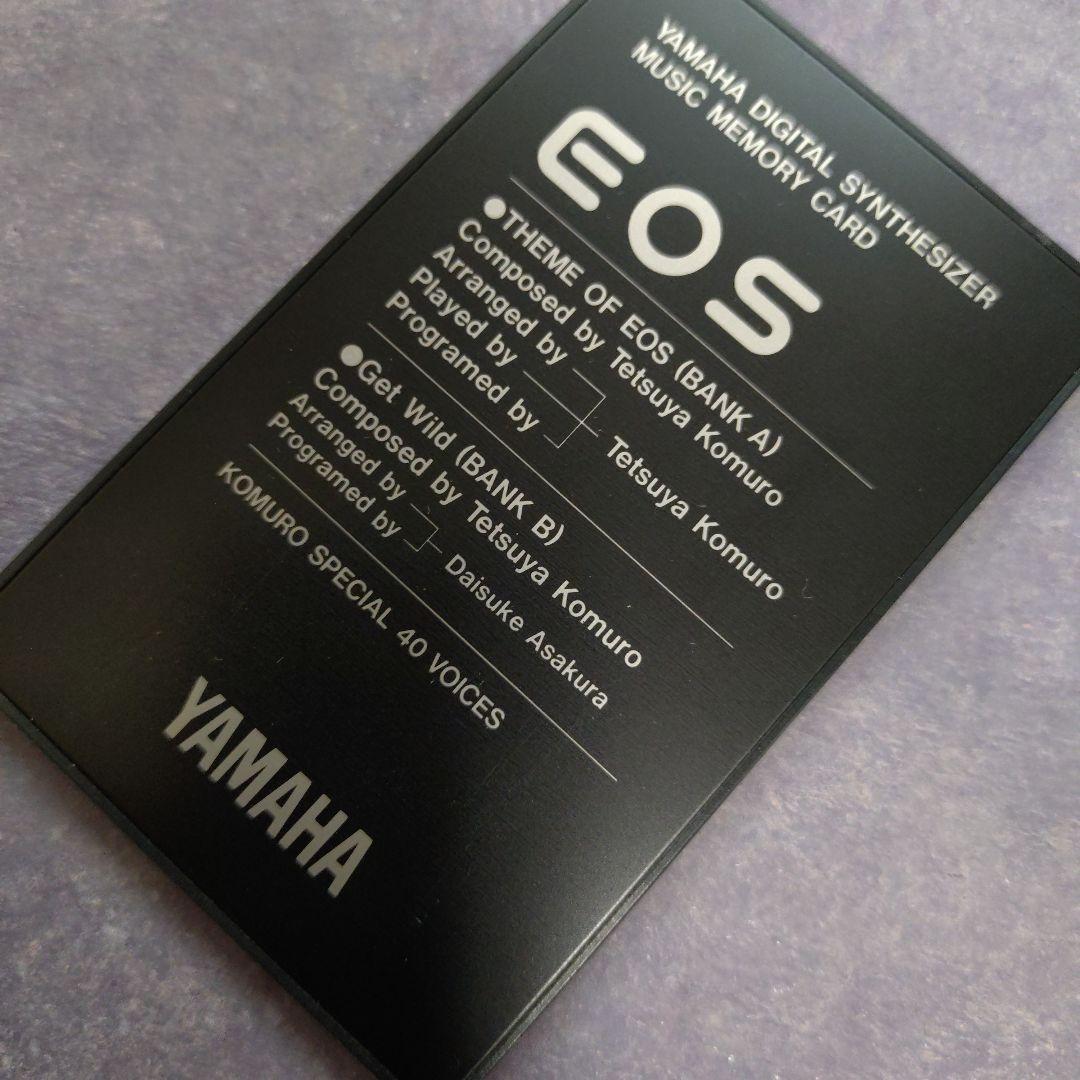 YAMAHA DIGITAL SYNTHESIZER
MUSIC MEMORY CARD
EOS
●THEME OF EOS (BANK A)
Composed by Tetsuya Komuro
Arranged by
Played by
Programed by
Tetsuya Komuro
●Get Wild (BANK B)
Composed by Tetsuya Komuro
Arranged by
Programed by
Daisuke Asakura
KOMURO SPECIAL 40 VOICES
YAMAHA